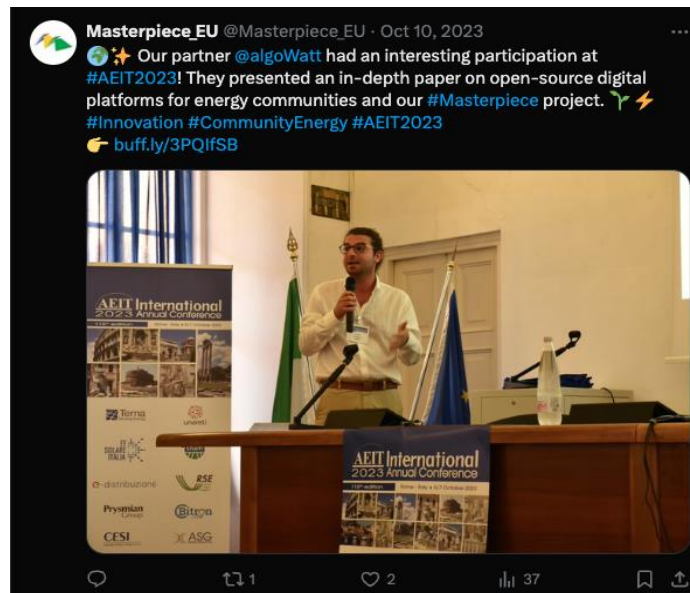 Masterpiece_EU @Masterpiece_EU · Oct 10, 2023
🌍✨ Our partner @algoWatt had an interesting participation at
#AEIT2023! They presented an in-depth paper on open-source digital
platforms for energy communities and our #Masterpiece project. 🌱⚡
#Innovation #CommunityEnergy #AEIT2023
👉 buff.ly/3PQIfSB
AEIT International
2023 Annual Conference
Terna
unareti
EF
SOLARE
ITALIA
e-distribuzione
RSE
Prysmian
Group
Bitron
CESI
ASG
AEIT International
2023 Annual Conference
1
2
37